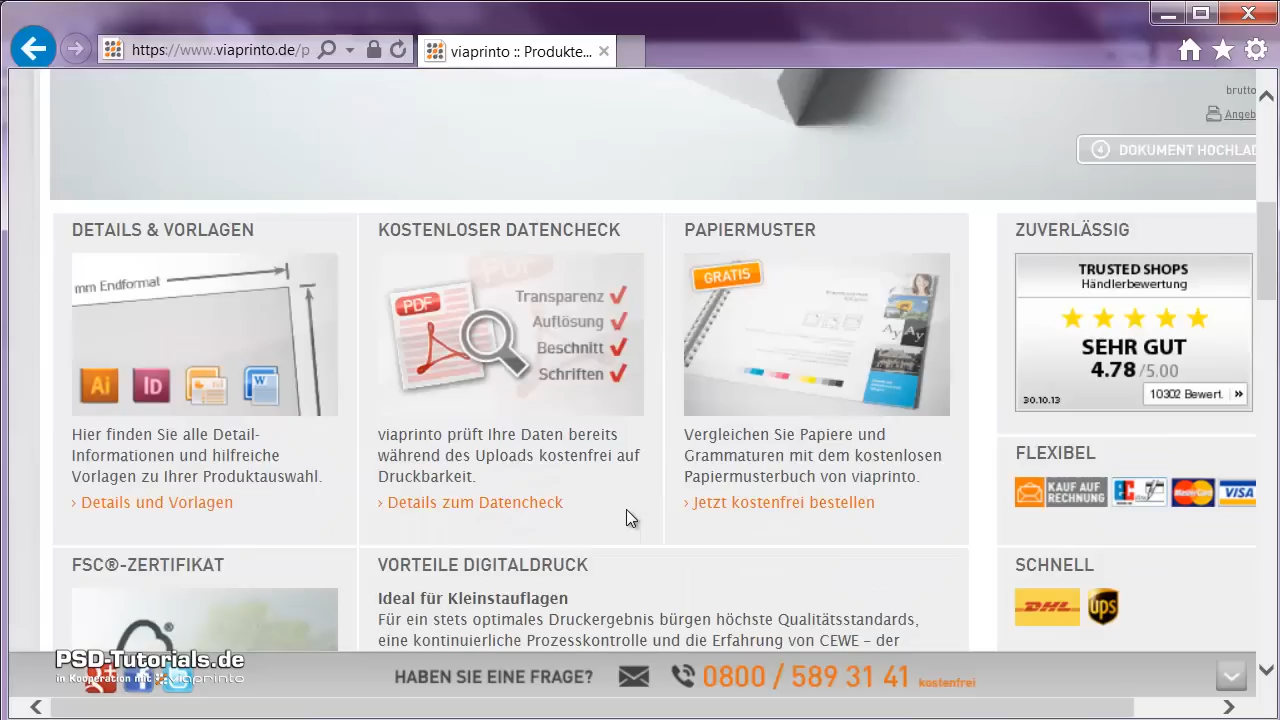 https://www.viaprinto.de/p
viaprinto :: Produkte...
brutto
Angeb
DOKUMENT HOCHLAD
DETAILS & VORLAGEN
mm Endformat
Ai
ID
W
Hier finden Sie alle Detail-
Informationen und hilfreiche
Vorlagen zu Ihrer Produktauswahl.
› Details und Vorlagen
KOSTENLOSER DATENCHECK
PDF
PDF
Transparenz
Auflösung
Beschnitt
Schriften
viaprinto prüft Ihre Daten bereits
während des Uploads kostenfrei auf
Druckbarkeit.
› Details zum Datencheck
PAPIERMUSTER
GRATIS
Ay
Vergleichen Sie Papiere und
Grammaturen mit dem kostenlosen
Papiermusterbuch von viaprinto.
› Jetzt kostenfrei bestellen
ZUVERLÄSSIG
TRUSTED SHOPS
Händlerbewertung
SEHR GUT
4.78 /5.00
10302 Bewert. »
30.10.13
FLEXIBEL
KAUF AUF
RECHNUNG
EC
MasterCard
VISA
FSC®-ZERTIFIKAT
®
VORTEILE DIGITALDRUCK
Ideal für Kleinstauflagen
Für ein stets optimales Druckergebnis bürgen höchste Qualitätsstandards,
eine kontinuierliche Prozesskontrolle und die Erfahrung von CEWE – der
SCHNELL
DHL
ups
PSD-Tutorials.de
in Kooperation mit viaprinto
HABEN SIE EINE FRAGE?
0800 / 589 31 41 kostenfrei